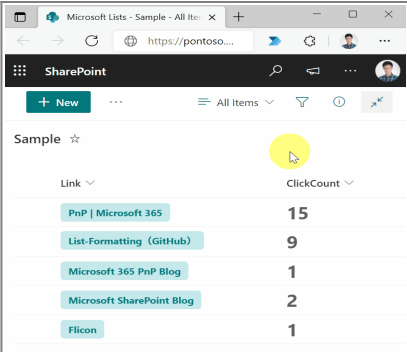 Microsoft Lists - Sample - All Iter
https://pontoso....
SharePoint
New
All Items
Sample
Link
ClickCount
PnP | Microsoft 365
15
List-Formatting（GitHub）
9
Microsoft 365 PnP Blog
1
Microsoft SharePoint Blog
2
Flicon
1